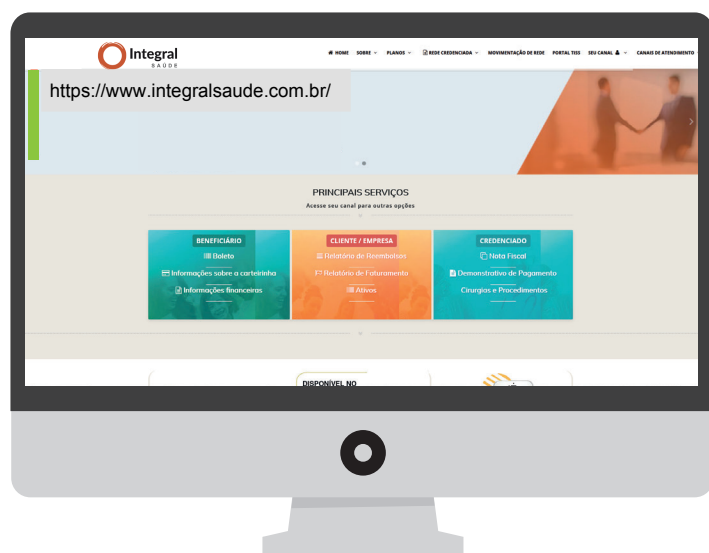 Integral
SAÚDE
HOME SOBRE PLANOS REDE CREDENCIADA MOVIMENTAÇÃO DE REDE PORTAL TISS SEU CANAL CANAIS DE ATENDIMENTO
https://www.integralsaude.com.br/
PRINCIPAIS SERVIÇOS
Acesse seu canal para outras opções
BENEFICIÁRIO
Boleto
Informações sobre a carteirinha
Informações financeiras
CLIENTE / EMPRESA
Relatório de Reembolsos
Relatório de Faturamento
Ativos
CREDENCIADO
Nota Fiscal
Demonstrativo de Pagamento
Cirurgias e Procedimentos
DISPONÍVEL NO